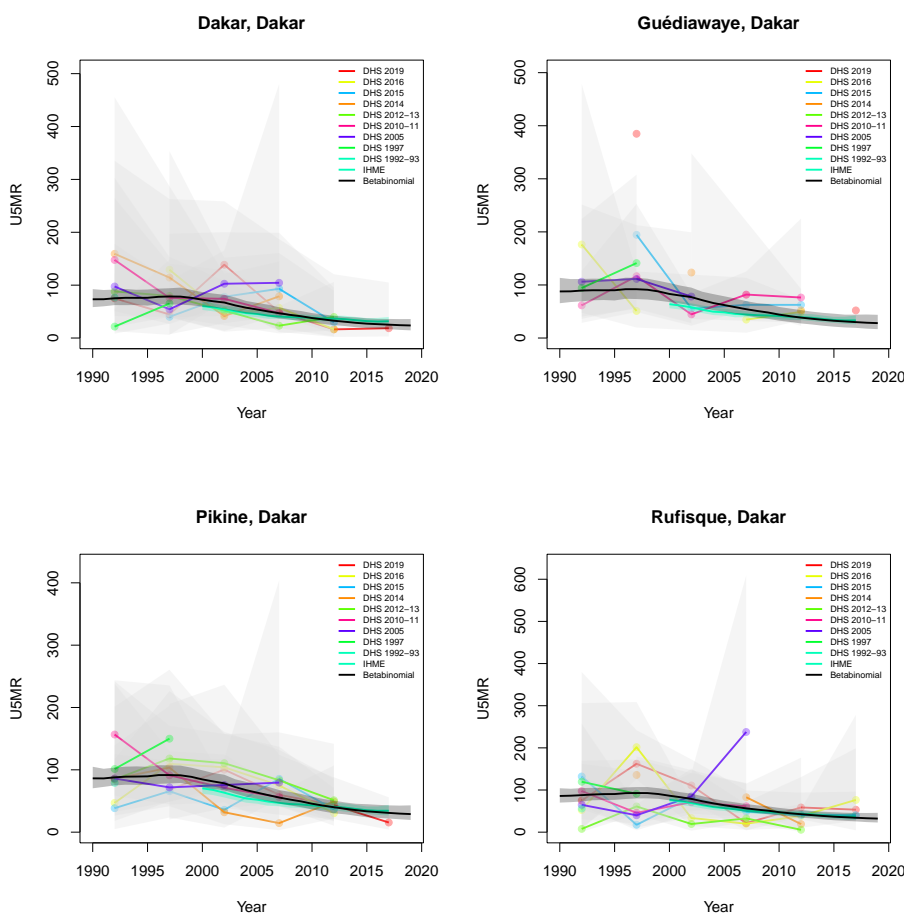 Dakar, Dakar
U5MR
500
400
300
200
100
0
DHS 2019
DHS 2016
DHS 2015
DHS 2014
DHS 2012−13
DHS 2010−11
DHS 2005
DHS 1997
DHS 1992−93
IHME
Betabinomial
1990 1995 2000 2005 2010 2015 2020
Year
Guédiawaye, Dakar
U5MR
500
400
300
200
100
0
DHS 2019
DHS 2016
DHS 2015
DHS 2014
DHS 2012−13
DHS 2010−11
DHS 2005
DHS 1997
DHS 1992−93
IHME
Betabinomial
1990 1995 2000 2005 2010 2015 2020
Year
Pikine, Dakar
U5MR
400
300
200
100
0
DHS 2019
DHS 2016
DHS 2015
DHS 2014
DHS 2012−13
DHS 2010−11
DHS 2005
DHS 1997
DHS 1992−93
IHME
Betabinomial
1990 1995 2000 2005 2010 2015 2020
Year
Rufisque, Dakar
U5MR
600
500
400
300
200
100
0
DHS 2019
DHS 2016
DHS 2015
DHS 2014
DHS 2012−13
DHS 2010−11
DHS 2005
DHS 1997
DHS 1992−93
IHME
Betabinomial
1990 1995 2000 2005 2010 2015 2020
Year